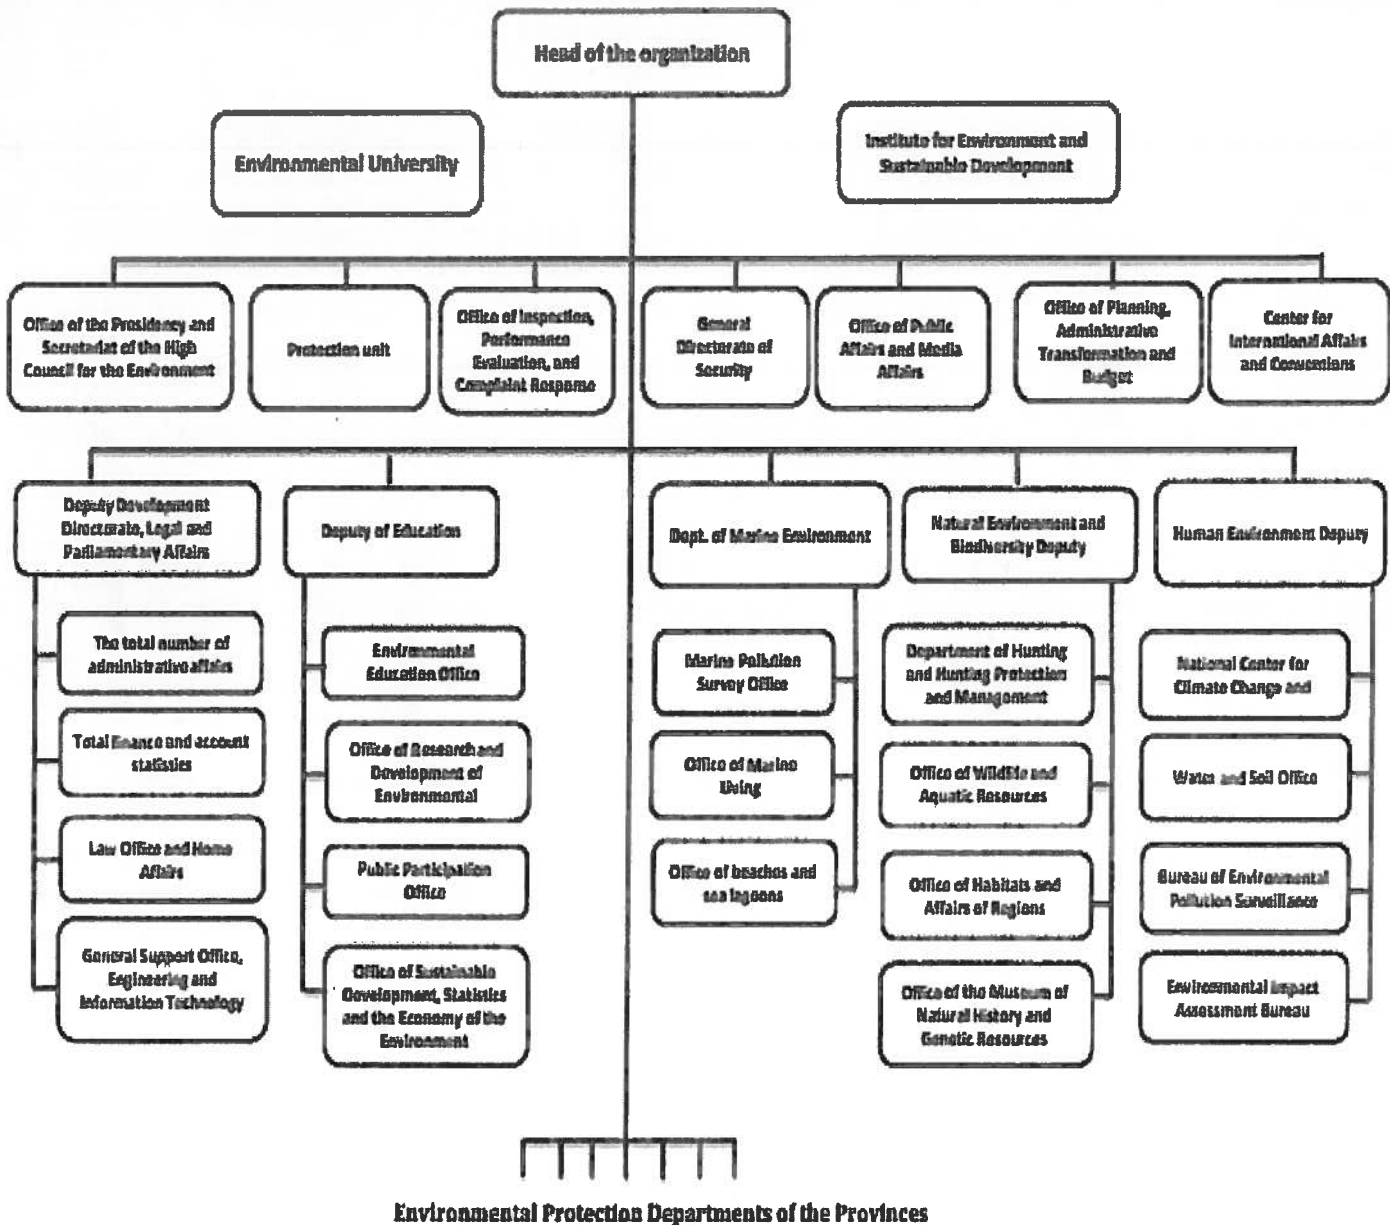 Head of the organization
Environmental University
Institute for Environment and
Sustainable Development
Office of the Presidency and
Secretariat of the High
Council for the Environment
Protection unit
Office of Inspection,
Performance
Evaluation, and
Complaint Response
General
Directorate of
Security
Office of Public
Affairs and Media
Affairs
Office of Planning,
Administrative
Transformation and
Budget
Center for
International Affairs
and Conventions
Deputy Development
Directorate, Legal and
Parliamentary Affairs
Deputy of Education
Dept. of Marine Environment
Natural Environment and
Biodiversity Deputy
Human Environment Deputy
The total number of
administrative affairs
Total finance and account
statistics
Law Office and Home
Affairs
General Support Office,
Engineering and
Information Technology
Environmental
Education Office
Office of Research and
Development of
Environmental
Public Participation
Office
Office of Sustainable
Development, Statistics
and the Economy of the
Environment
Marine Pollution
Survey Office
Office of Marine
Living
Office of beaches and
sea lagoons
Department of Hunting
and Hunting Protection
and Management
Office of Wildlife and
Aquatic Resources
Office of Habitats and
Affairs of Regions
Office of the Museum of
Natural History and
Genetic Resources
National Center for
Climate Change and
Water and Soil Office
Bureau of Environmental
Pollution Surveillance
Environmental Impact
Assessment Bureau
Environmental Protection Departments of the Provinces